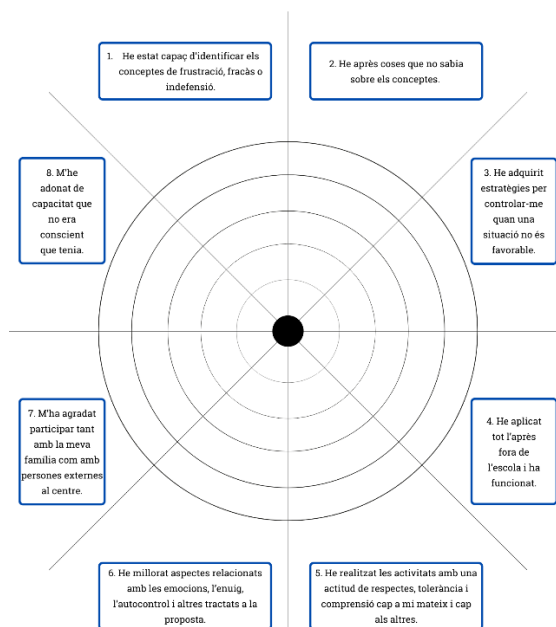 1. He estat capaç d'identificar els
conceptes de frustració, fracàs o
indefensió.
2. He après coses que no sabia
sobre els conceptes.
3. He adquirit
estratègies per
controlar-me
quan una
situació no és
favorable.
4. He aplicat
tot l'après
fora de
l'escola i ha
funcionat.
5. He realitzat les activitats amb una
actitud de respectes, tolerància i
comprensió cap a mi mateix i cap
als altres.
6. He millorat aspectes relacionats
amb les emocions, l'enuig,
l'autocontrol i altres tractats a la
proposta.
7. M'ha agradat
participar tant
amb la meva
família com amb
persones externes
al centre.
8. M'he
adonat de
capacitat que
no era
conscient
que tenia.